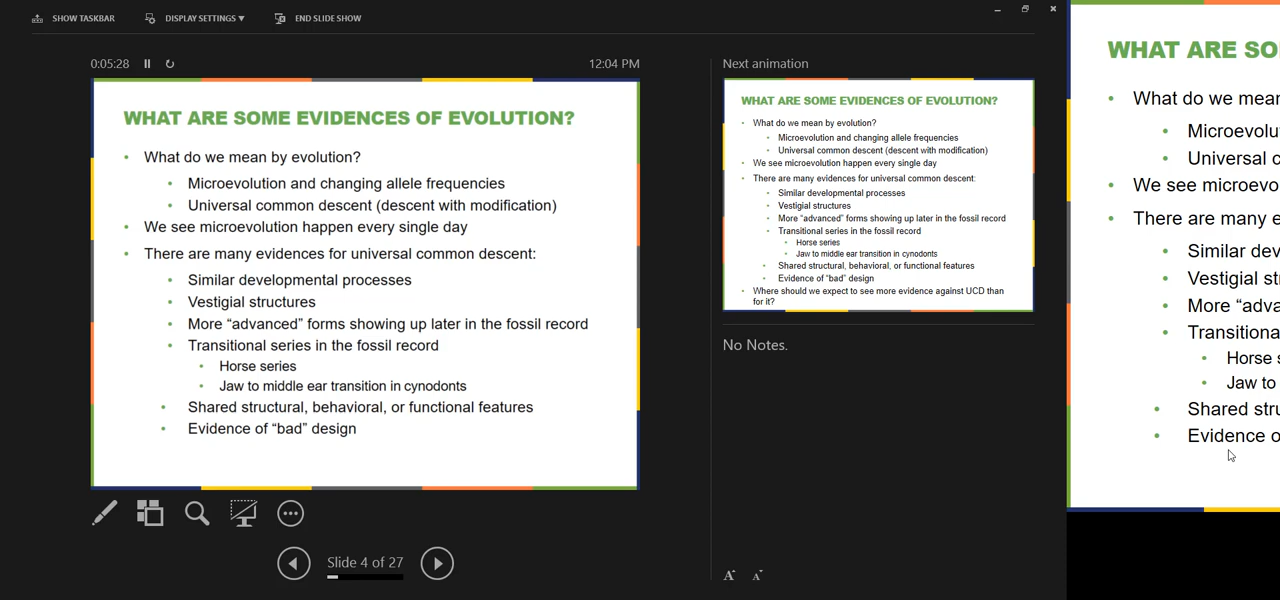 SHOW TASKBAR
DISPLAY SETTINGS ▼
END SLIDE SHOW
0:05:28
12:04 PM
WHAT ARE SOME EVIDENCES OF EVOLUTION?
• What do we mean by evolution?
• Microevolution and changing allele frequencies
• Universal common descent (descent with modification)
• We see microevolution happen every single day
• There are many evidences for universal common descent:
• Similar developmental processes
• Vestigial structures
• More “advanced” forms showing up later in the fossil record
• Transitional series in the fossil record
• Horse series
• Jaw to middle ear transition in cynodonts
• Shared structural, behavioral, or functional features
• Evidence of “bad” design
Slide 4 of 27
Next animation
WHAT ARE SOME EVIDENCES OF EVOLUTION?
• What do we mean by evolution?
• Microevolution and changing allele frequencies
• Universal common descent (descent with modification)
• We see microevolution happen every single day
• There are many evidences for universal common descent:
• Similar developmental processes
• Vestigial structures
• More “advanced” forms showing up later in the fossil record
• Transitional series in the fossil record
• Horse series
• Jaw to middle ear transition in cynodonts
• Shared structural, behavioral, or functional features
• Evidence of “bad” design
• Where should we expect to see more evidence against UCD than
for it?
No Notes.
A A
WHAT ARE SO
• What do we mean
• Microevolu
• Universal c
• We see microevo
• There are many e
• Similar dev
• Vestigial st
• More “adva
• Transitiona
• Horse s
• Jaw to
• Shared stru
• Evidence o